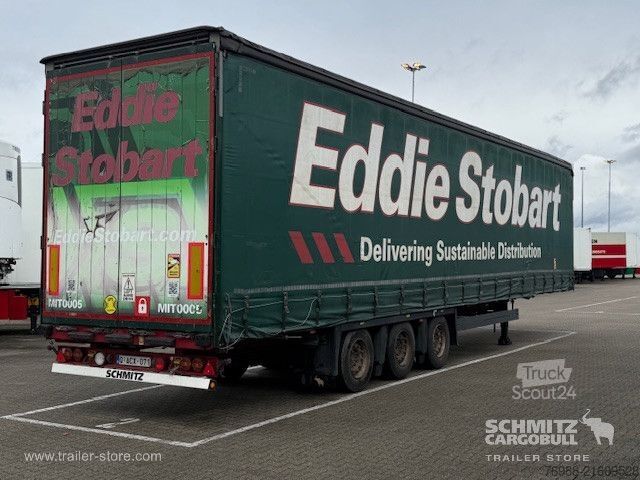 Eddie
Stobart
EddieStobart.com
MIT0005
MIT0005
SCHMITZ
Eddie Stobart
Delivering Sustainable Distribution
Truck
Scout24
SCHMITZ
CARGOBULL
TRAILER STORE
www.trailer-store.com